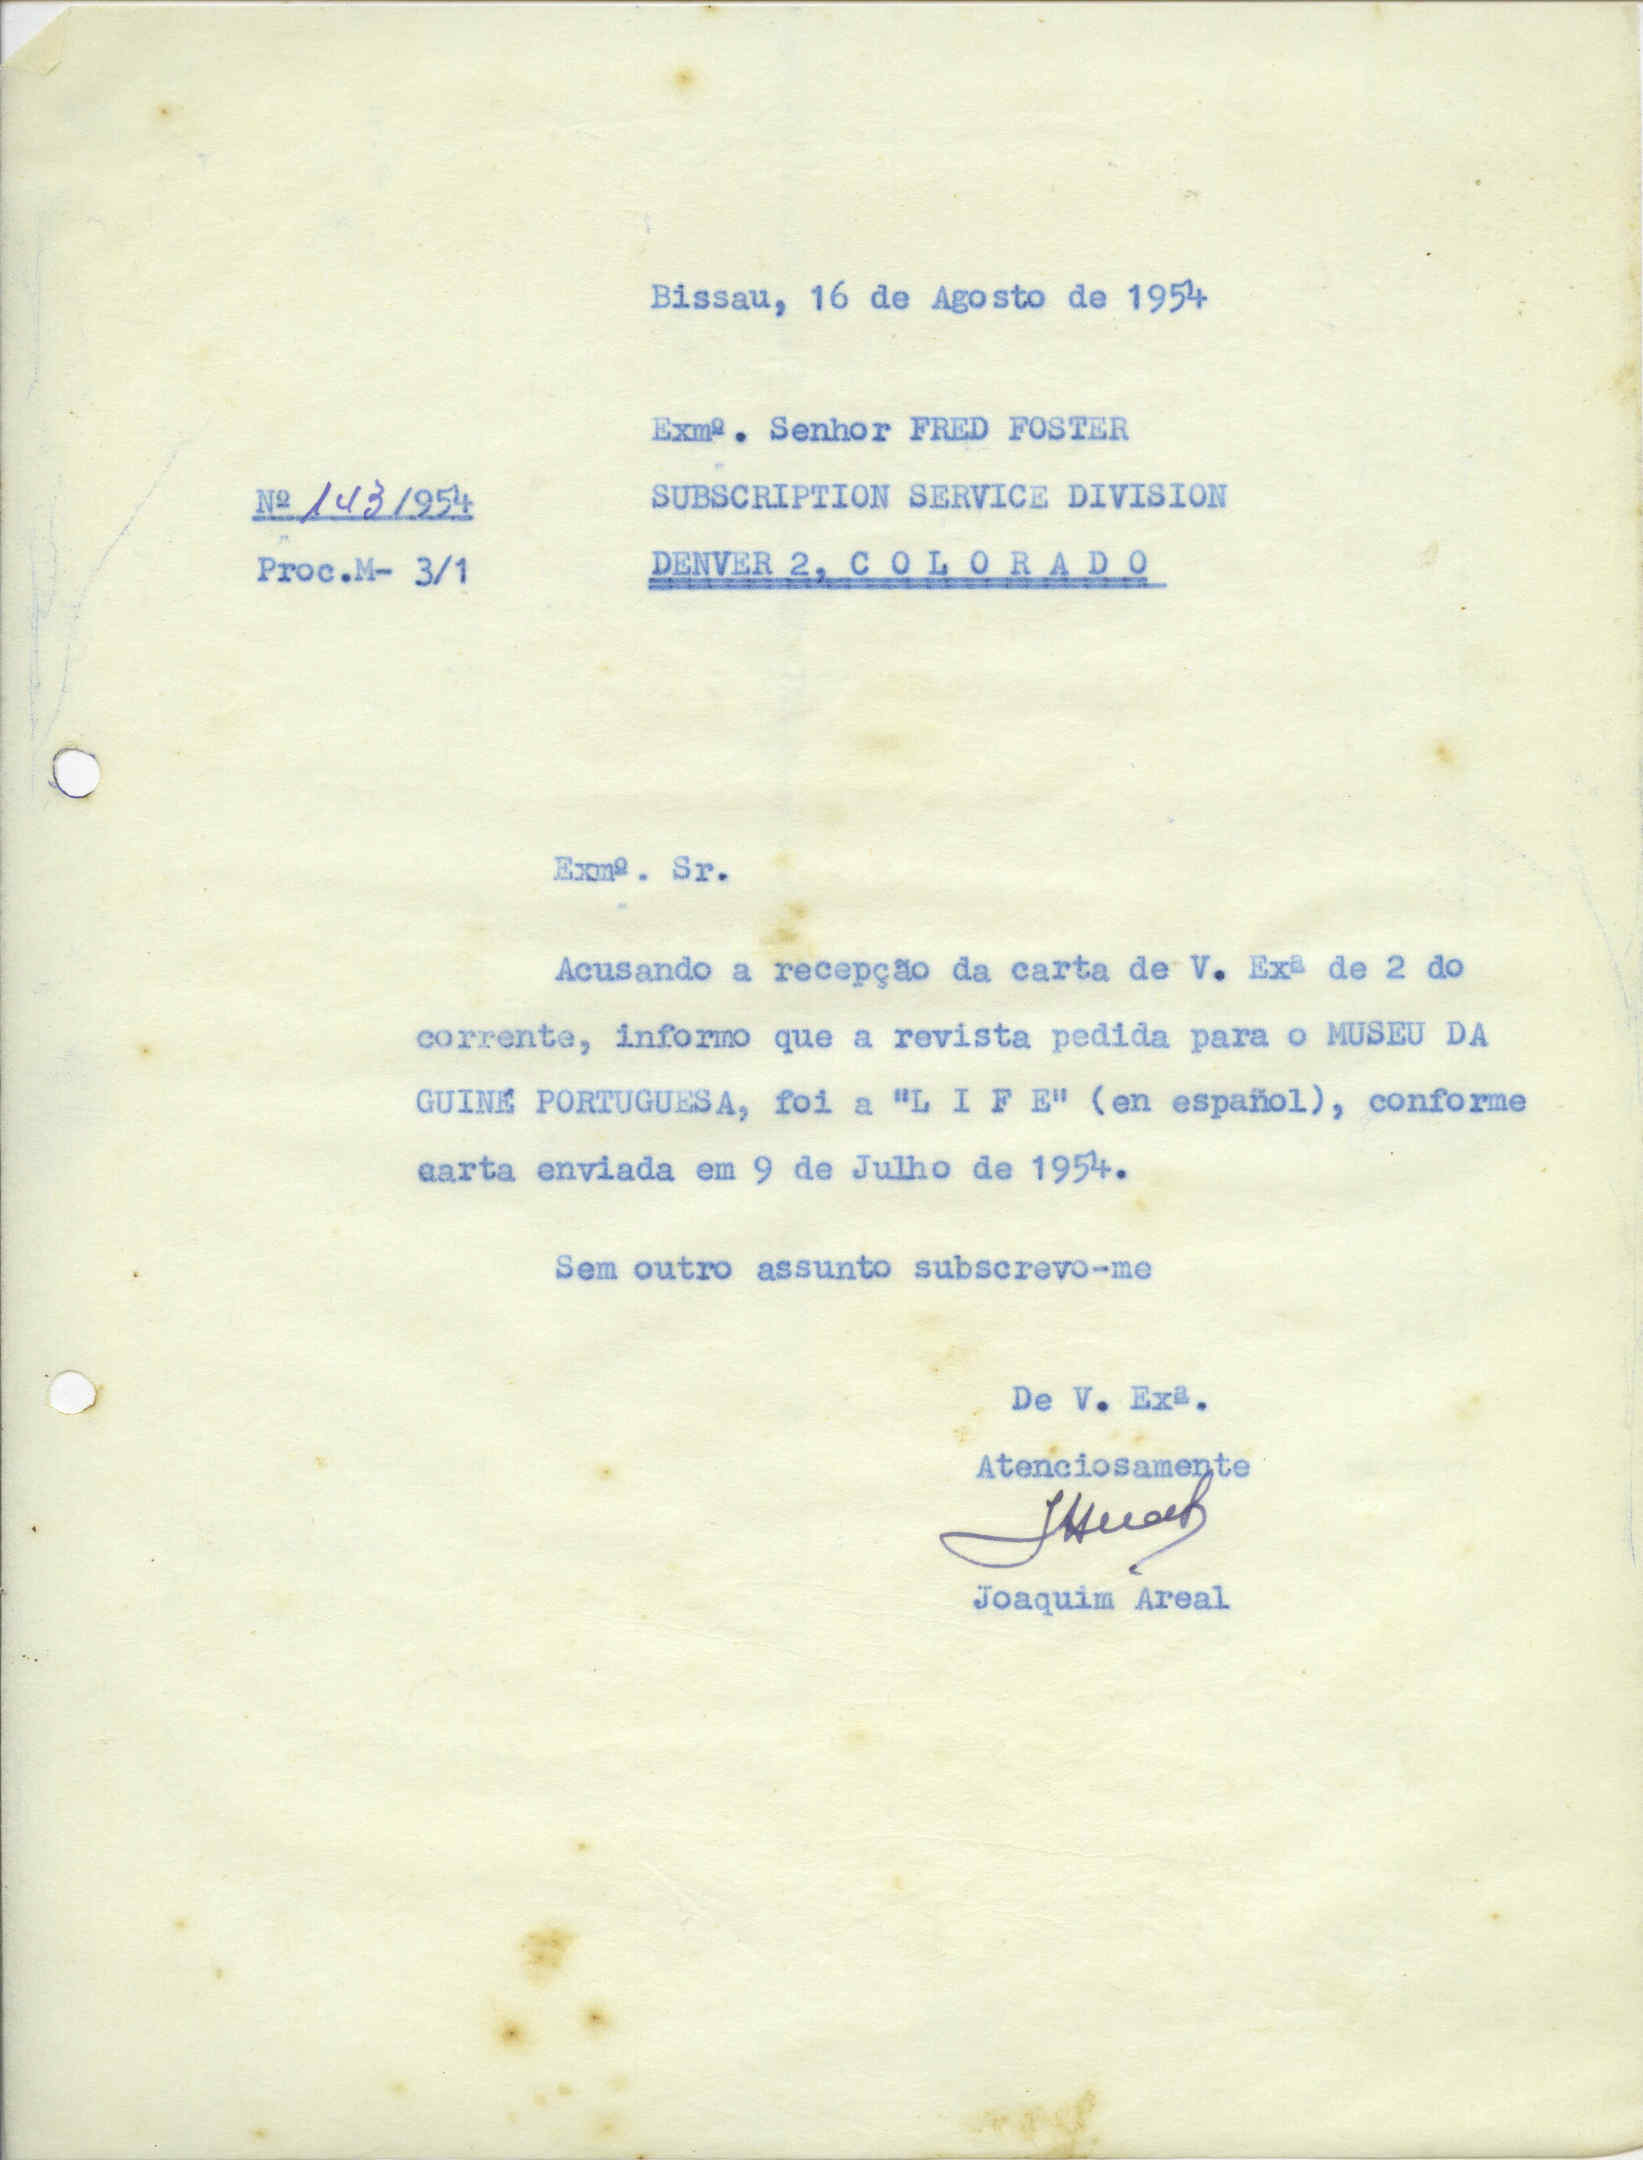 Bissau, 16 de Agosto de 1954
Exmº. Senhor FRED FOSTER
Nº 143/954
SUBSCRIPTION SERVICE DIVISION
Proc.M- 3/1
DENVER 2, C O L O R A D O
Exmº. Sr.
Acusando a recepção da carta de V. Exª de 2 do
corrente, informo que a revista pedida para o MUSEU DA
GUINÉ PORTUGUESA, foi a "L I F E" (en español), conforme
carta enviada em 9 de Julho de 1954.
Sem outro assunto subscrevo-me
De V. Exª.
Atenciosamente
Joaquim Areal